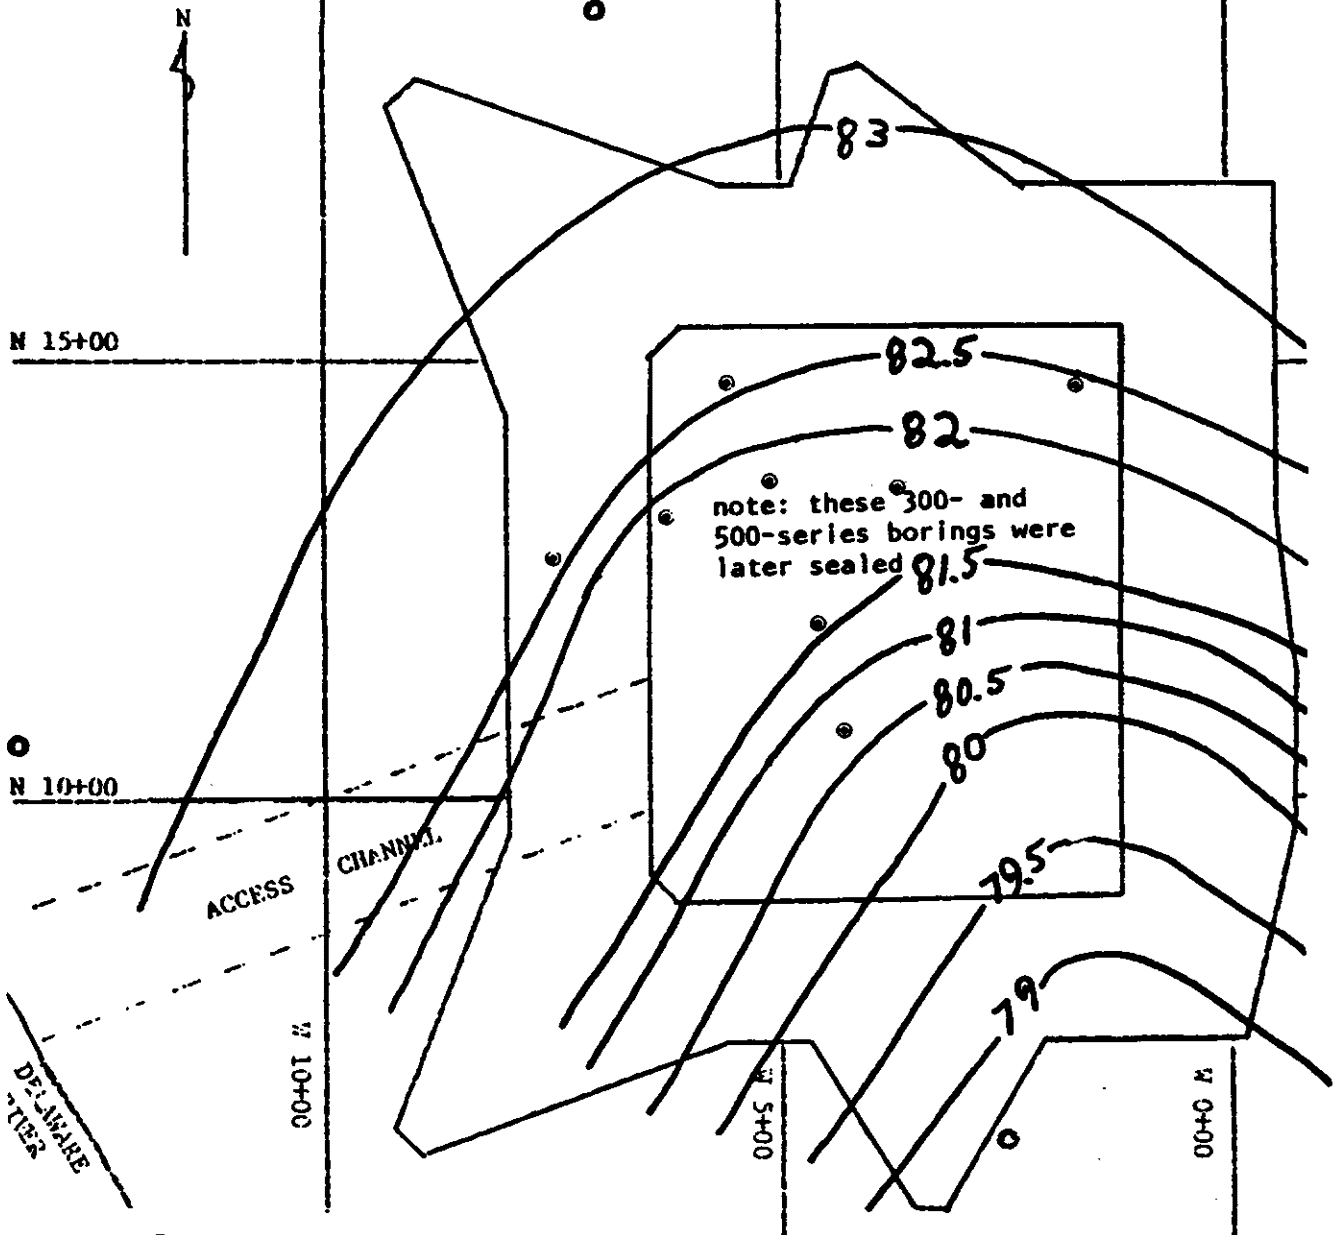 N
83
N 15+00
82.5
82
note: these 300- and
500-series borings were
later sealed
81.5
81
80.5
80
N 10+00
CHANNEL
ACCESS
79.5
79
W 10+00
W 5+00
W 0+00
DELAWARE
RIVER